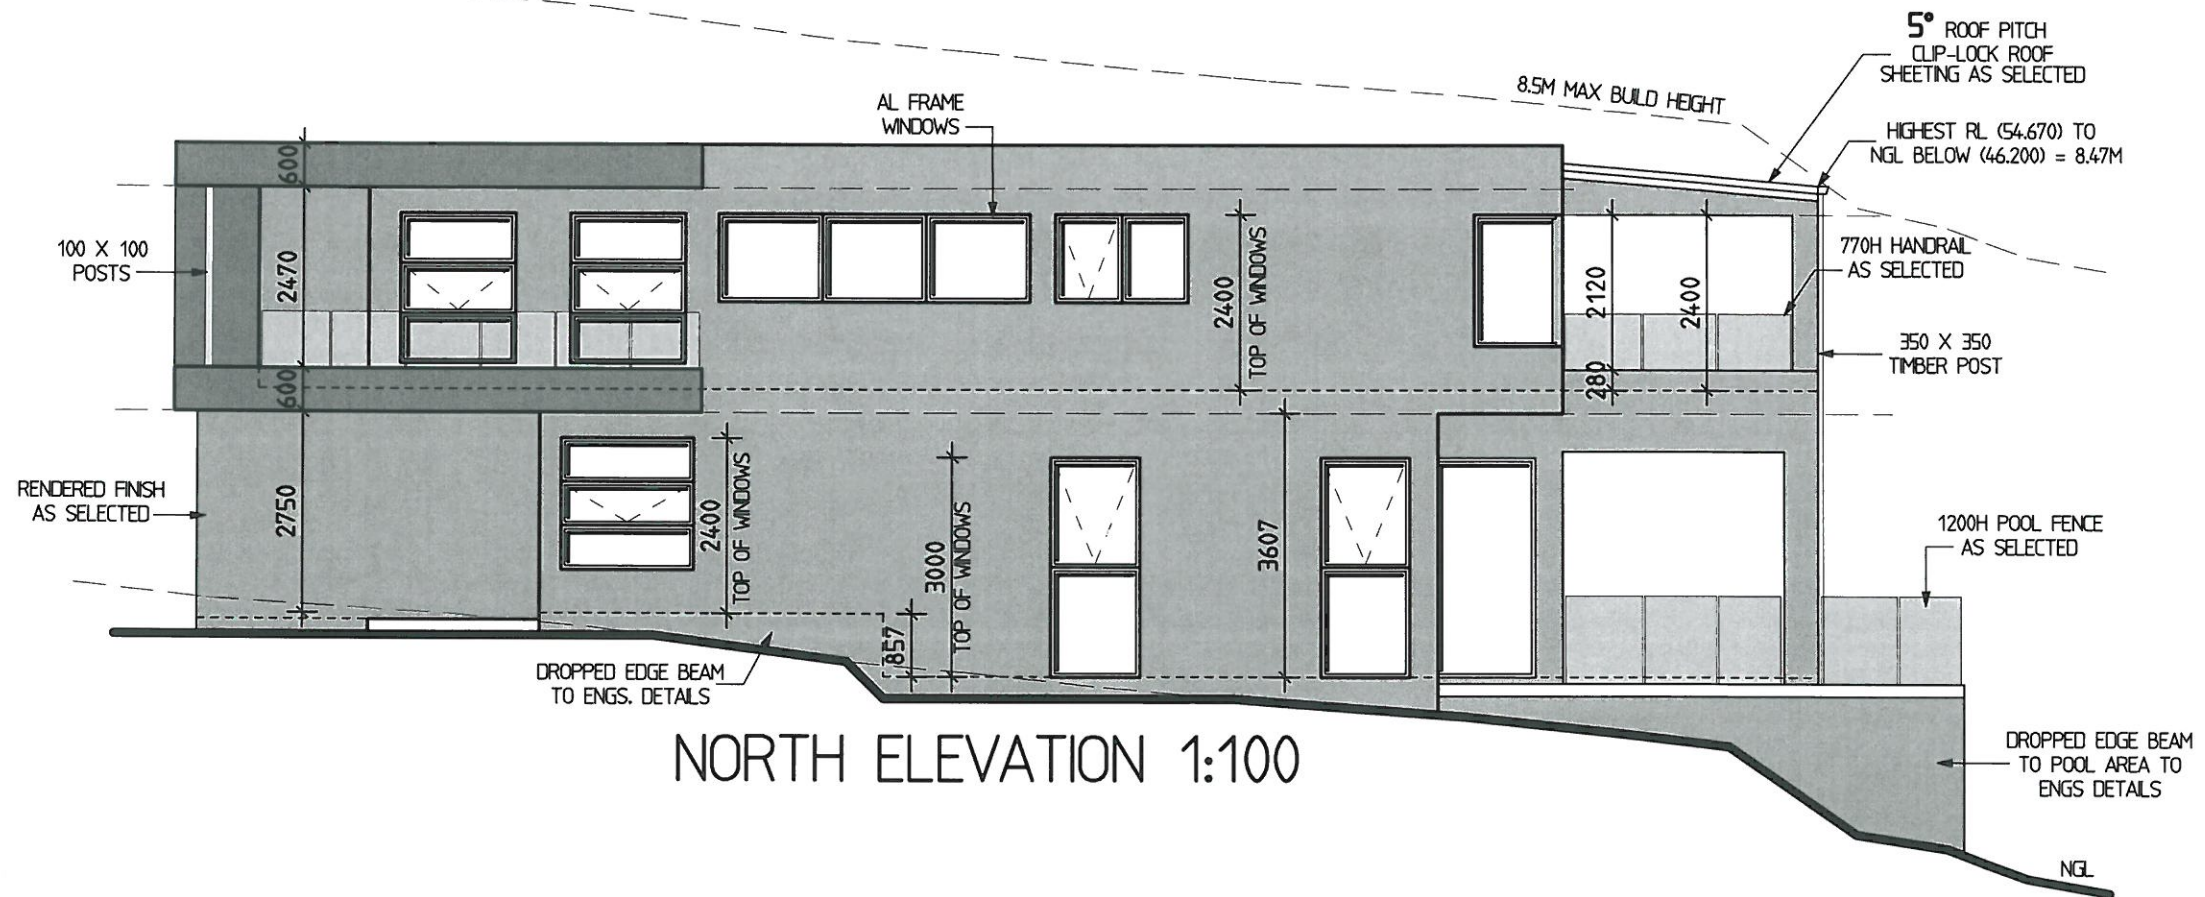 5° ROOF PITCH
CLIP-LOCK ROOF
SHEETING AS SELECTED
8.5M MAX BUILD HEIGHT
AL FRAME
WINDOWS
HIGHEST RL (54.670) TO
NGL BELOW (46.200) = 8.47M
600
100 X 100
POSTS
2470
2400
TOP OF WINDOWS
2120
2400
770H HANDRAIL
AS SELECTED
350 X 350
TIMBER POST
280
600
RENDERED FINISH
AS SELECTED
2750
2400
TOP OF WINDOWS
3000
TOP OF WINDOWS
3607
1200H POOL FENCE
AS SELECTED
857
DROPPED EDGE BEAM
TO ENGS. DETAILS
NORTH ELEVATION 1:100
DROPPED EDGE BEAM
TO POOL AREA TO
ENGS DETAILS
NGL